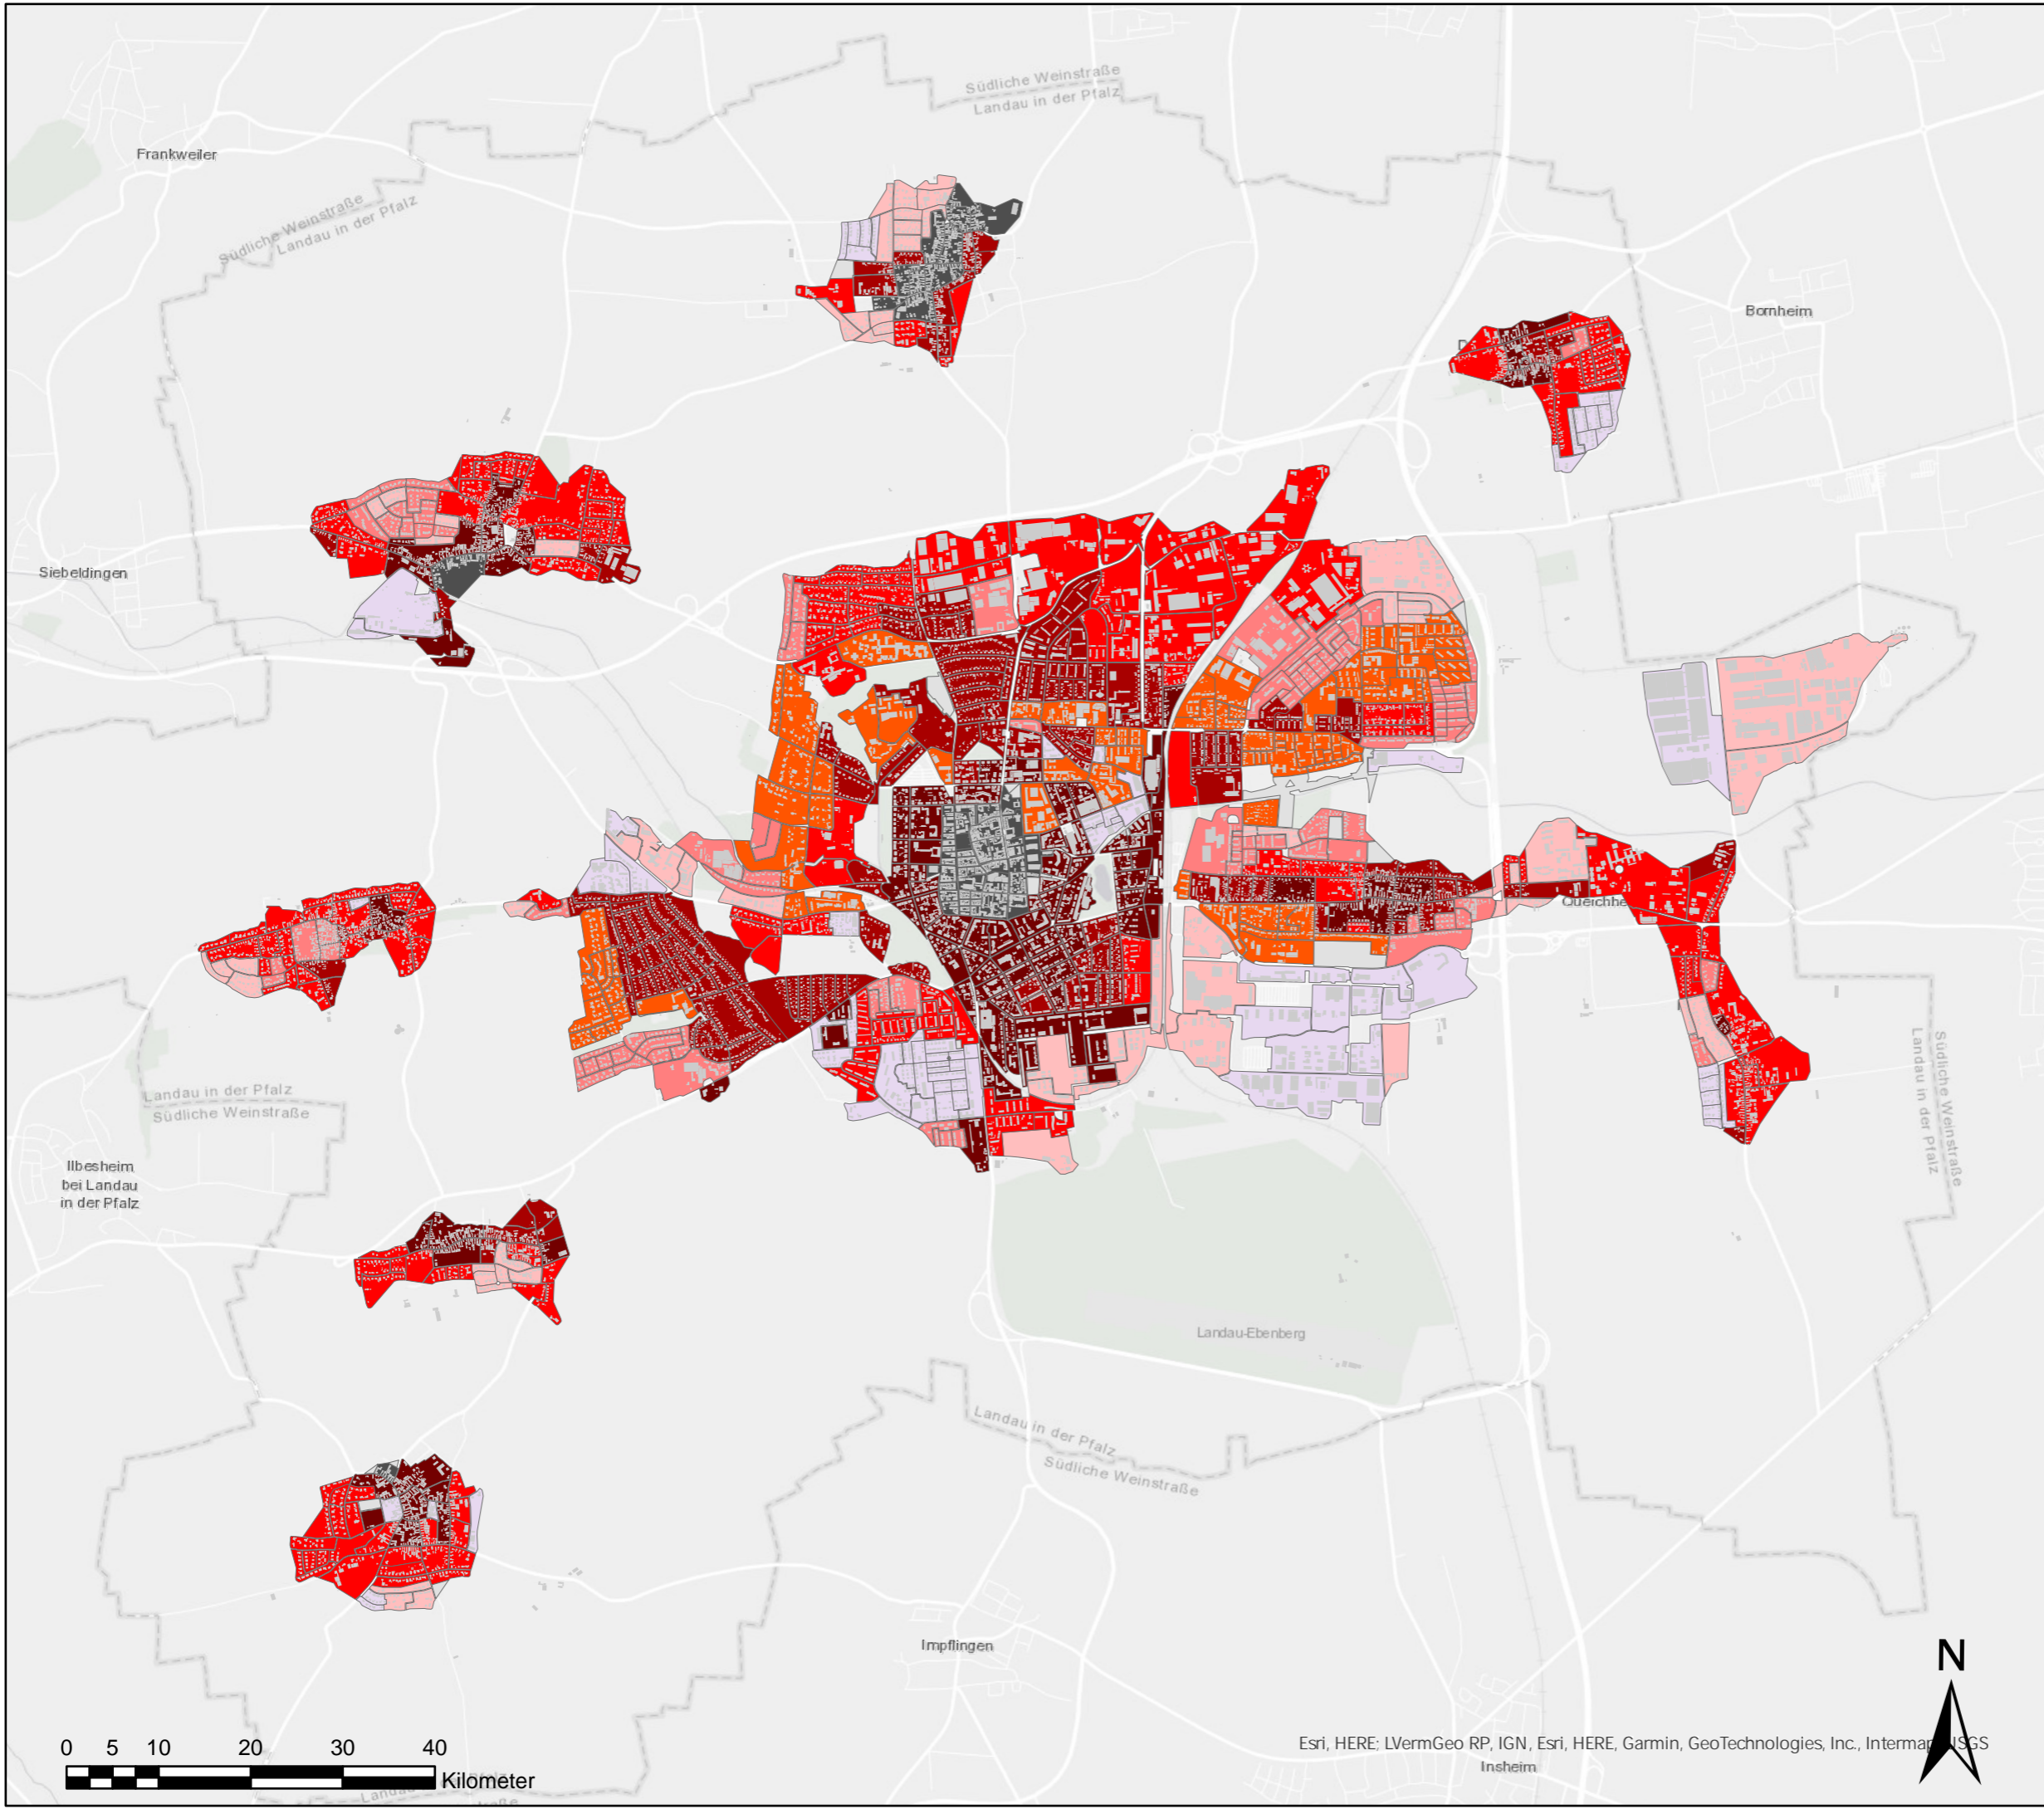 Südliche Weinstraße
Landau in der Pfalz
Frankweiler
Südliche Weinstraße
Landau in der Pfalz
Bornheim
D
Siebeldingen
Queichhe
Südliche Weinstraße
Landau in der Pfalz
Landau in der Pfalz
Südliche Weinstraße
Ilbesheim
bei Landau
in der Pfalz
Landau-Ebenberg
Landau in der Pfalz
Südliche Weinstraße
Impflingen
N
0 5 10 20 30 40
Kilometer
Esri, HERE; LVermGeo RP, IGN, Esri, HERE, Garmin, GeoTechnologies, Inc., Intermap, USGS
Insheim